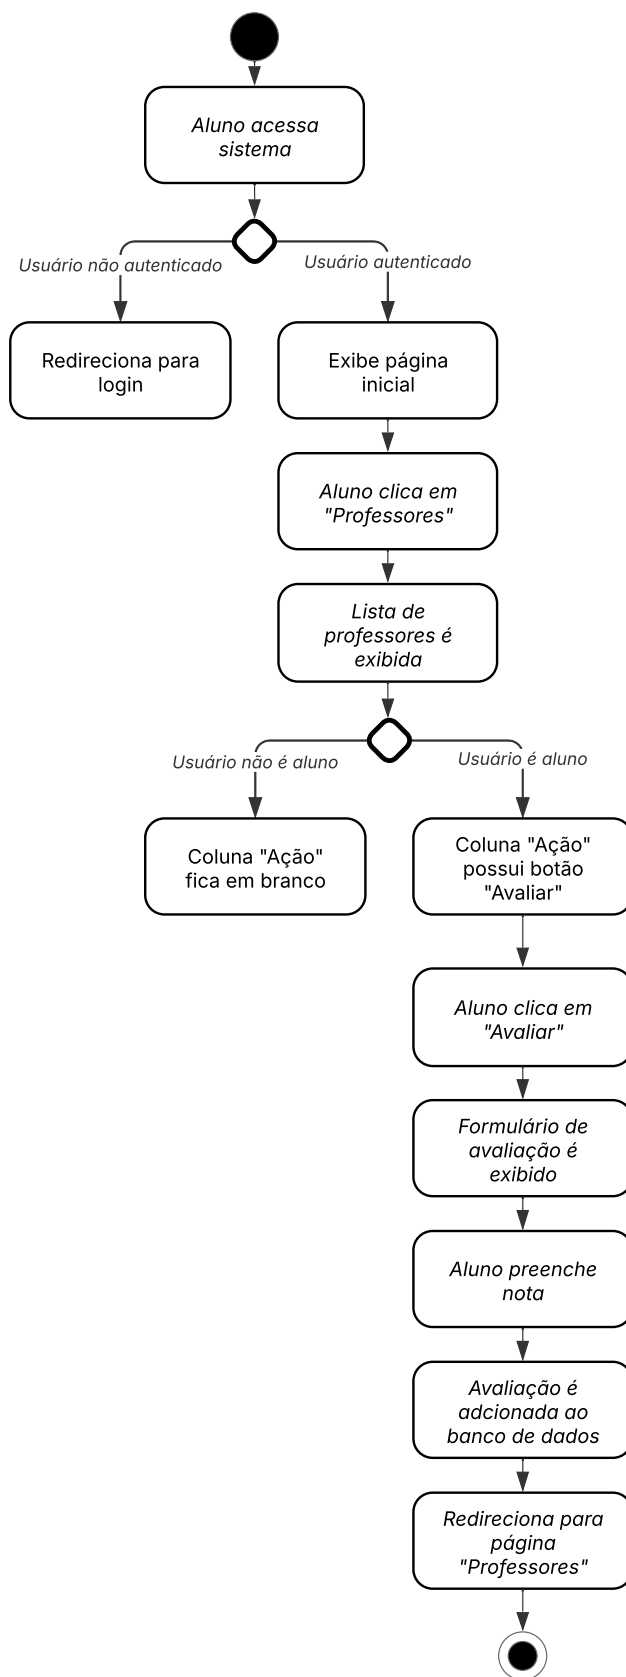 Aluno acessa
sistema
Usuário não autenticado
Usuário autenticado
Redireciona para
login
Exibe página
inicial
Aluno clica em
"Professores"
Lista de
professores é
exibida
Usuário não é aluno
Usuário é aluno
Coluna "Ação"
fica em branco
Coluna "Ação"
possui botão
"Avaliar"
Aluno clica em
"Avaliar"
Formulário de
avaliação é
exibido
Aluno preenche
nota
Avaliação é
adcionada ao
banco de dados
Redireciona para
página
"Professores"